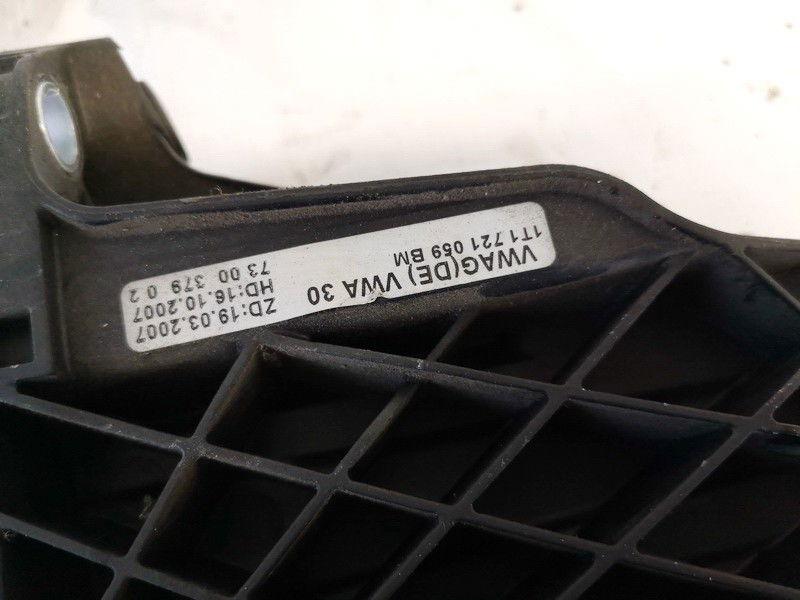 VWAG(DE) VWA 30
1T1.721 059 BM
ZD:19.03.2007
HD:16.10.2007
73 00 379 0 2